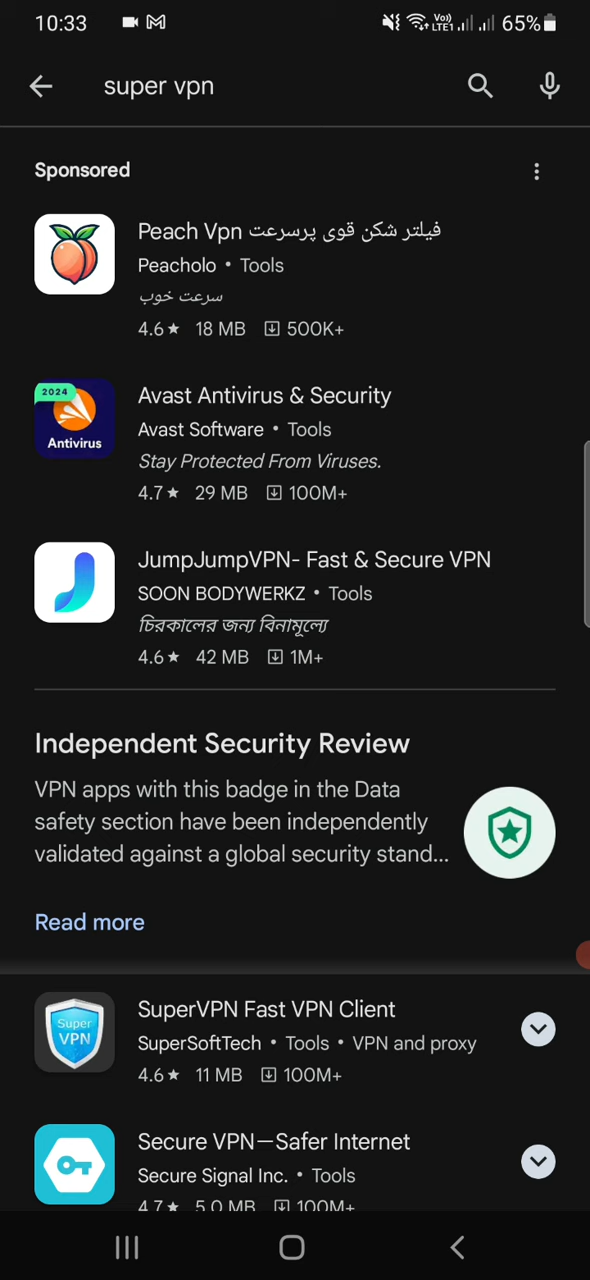 10:33
Vo))
LTE1
65%
super vpn
Sponsored
Peach Vpn فیلتر شکن قوی پرسرعت
Peacholo • Tools
سرعت خوب
4.6★ 18 MB 500K+
2024
Antivirus
Avast Antivirus & Security
Avast Software • Tools
Stay Protected From Viruses.
4.7★ 29 MB 100M+
JumpJumpVPN- Fast & Secure VPN
SOON BODYWERKZ • Tools
চিরকালের জন্য বিনামূল্যে
4.6★ 42 MB 1M+
Independent Security Review
VPN apps with this badge in the Data
safety section have been independently
validated against a global security stand...
Read more
Super
VPN
SuperVPN Fast VPN Client
SuperSoftTech • Tools • VPN and proxy
4.6★ 11 MB 100M+
Secure VPN－Safer Internet
Secure Signal Inc. • Tools
4.7★ 5.0 MB 100M+